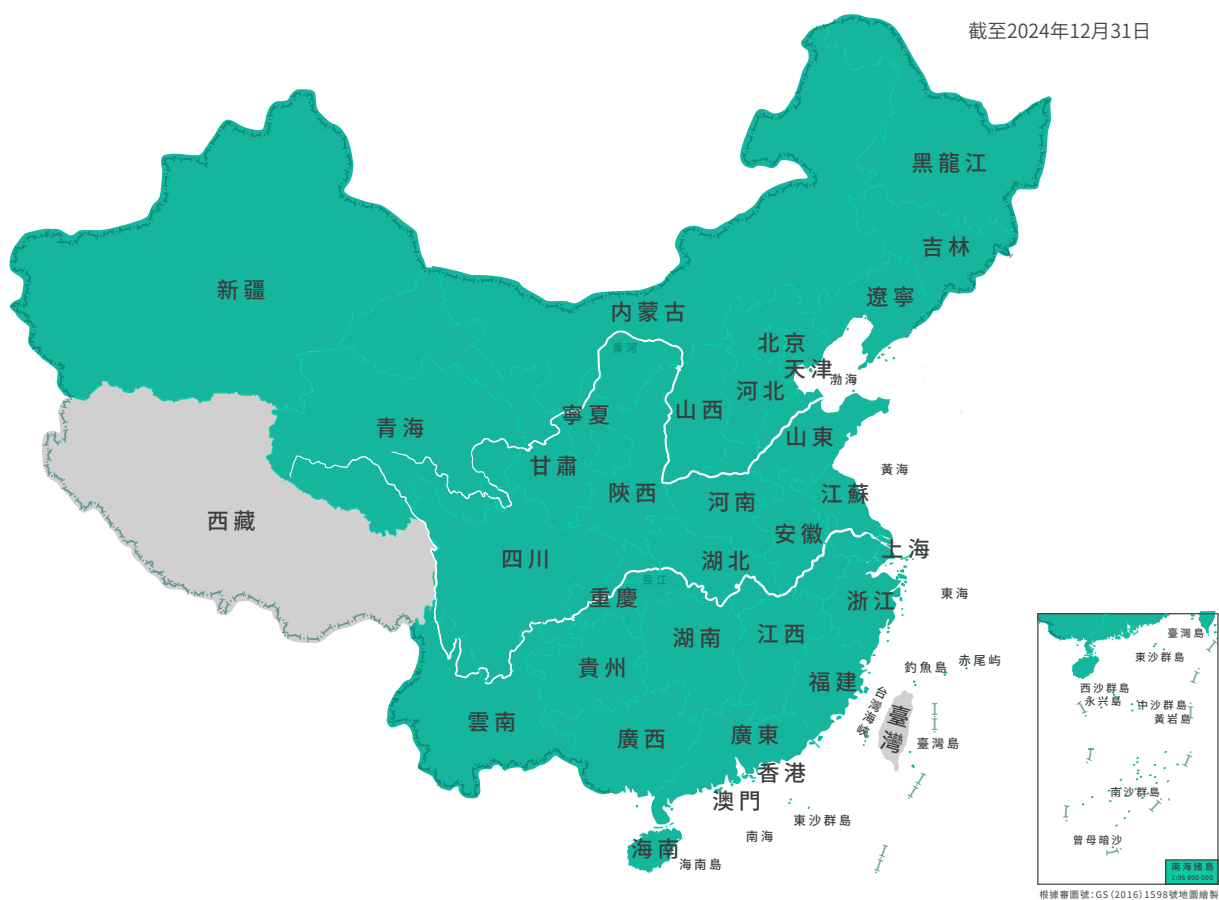 截至2024年12月31日
黑龍江
吉林
遼寧
新疆
内蒙古
北京
黃河
天津
渤海
河北
山西
寧夏
青海
山東
甘肅
黃海
陝西
江蘇
河南
西藏
安徽
上海
四川
湖北
長江
重慶
浙江
東海
湖南
江西
貴州
釣魚島
赤尾屿
福建
台灣海峽
雲南
臺灣
廣西
廣東
臺灣島
香港
澳門
東沙群島
南海
海南
海南島
臺灣島
東沙群島
西沙群島
永兴島
中沙群島
黃岩島
南沙群島
曾母暗沙
南海諸島
1:96 000 000
根據審圖號:GS(2016)1598號地圖繪製